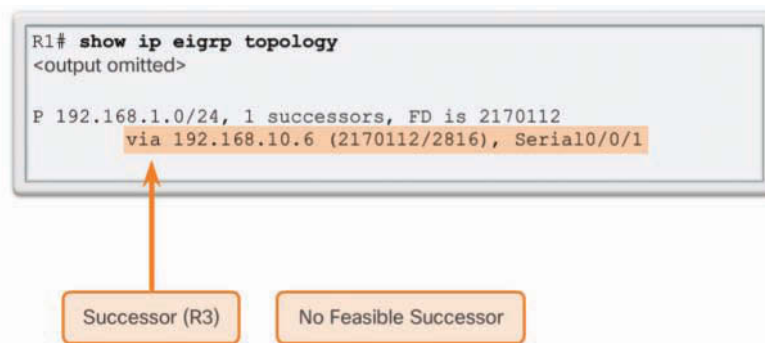 R1# show ip eigrp topology
<output omitted>
P 192.168.1.0/24, 1 successors, FD is 2170112
via 192.168.10.6 (2170112/2816), Serial0/0/1
Successor (R3)
No Feasible Successor